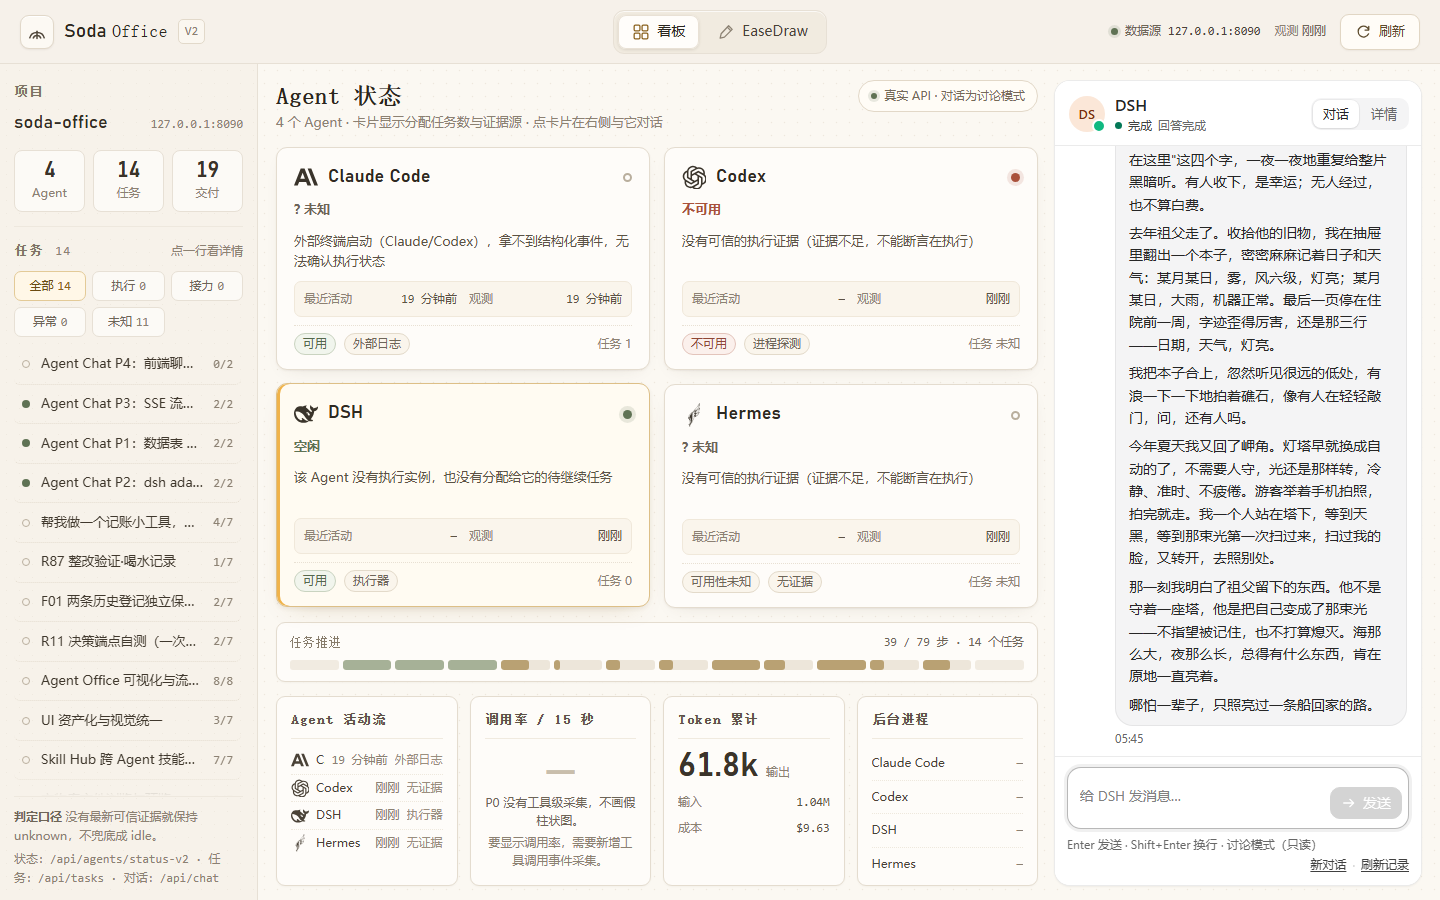 Soda Office V2
看板
EaseDraw
数据源 127.0.0.1:8090 观测 刚刚
刷新
项目
soda-office 127.0.0.1:8090
4 14 19
Agent 任务 交付
任务 14 点一行看详情
全部 14 执行 0 接力 0
异常 0 未知 11
Agent Chat P4：前端聊... 0/2
Agent Chat P3：SSE 流... 2/2
Agent Chat P1：数据表 ... 2/2
Agent Chat P2：dsh ada... 2/2
帮我做一个记账小工具，... 4/7
R87 整改验证·喝水记录 1/7
F01 两条历史登记独立保... 2/7
R11 决策端点自测（一次... 2/7
Agent Office 可视化与流... 8/8
UI 资产化与视觉统一 3/7
Skill Hub 跨 Agent 技能... 7/7
判定口径 没有最新可信证据就保持
unknown，不兜底成 idle。
状态: /api/agents/status-v2 · 任
务: /api/tasks · 对话: /api/chat
Agent 状态
4 个 Agent · 卡片显示分配任务数与证据源 · 点卡片在右侧与它对话
真实 API · 对话为讨论模式
Claude Code
? 未知
外部终端启动（Claude/Codex），拿不到结构化事件，无
法确认执行状态
最近活动 19 分钟前 观测 19 分钟前
可用 外部日志 任务 1
Codex
不可用
没有可信的执行证据（证据不足，不能断言在执行）
最近活动 – 观测 刚刚
不可用 进程探测 任务 未知
DSH
空闲
该 Agent 没有执行实例，也没有分配给它的待继续任务
最近活动 – 观测 刚刚
可用 执行器 任务 0
Hermes
? 未知
没有可信的执行证据（证据不足，不能断言在执行）
最近活动 – 观测 刚刚
可用性未知 无证据 任务 未知
任务推进 39 / 79 步 · 14 个任务
Agent 活动流
C 19 分钟前 外部日志
Codex 刚刚 无证据
DSH 刚刚 执行器
Hermes 刚刚 无证据
调用率 / 15 秒
—
P0 没有工具级采集，不画假
柱状图。
要显示调用率，需要新增工
具调用事件采集。
Token 累计
61.8k 输出
输入 1.04M
成本 $9.63
后台进程
Claude Code –
Codex –
DSH –
Hermes –
DS
DSH
完成 回答完成
对话 详情
在这里"这四个字，一夜一夜地重复给整片
黑暗听。有人收下，是幸运；无人经过，
也不算白费。
去年祖父走了。收拾他的旧物，我在抽屉
里翻出一个本子，密密麻麻记着日子和天
气：某月某日，雾，风六级，灯亮；某月
某日，大雨，机器正常。最后一页停在住
院前一周，字迹歪得厉害，还是那三行
——日期，天气，灯亮。
我把本子合上，忽然听见很远的低处，有
浪一下一下地拍着礁石，像有人在轻轻敲
门，问，还有人吗。
今年夏天我又回了岬角。灯塔早就换成自
动的了，不需要人守，光还是那样转，冷
静、准时、不疲倦。游客举着手机拍照，
拍完就走。我一个人站在塔下，等到天
黑，等到那束光第一次扫过来，扫过我的
脸，又转开，去照别处。
那一刻我明白了祖父留下的东西。他不是
守着一座塔，他是把自己变成了那束光
——不指望被记住，也不打算熄灭。海那
么大，夜那么长，总得有什么东西，肯在
原地一直亮着。
哪怕一辈子，只照亮过一条船回家的路。
05:45
给 DSH 发消息...
发送
Enter 发送 · Shift+Enter 换行 · 讨论模式（只读）
新对话 · 刷新记录